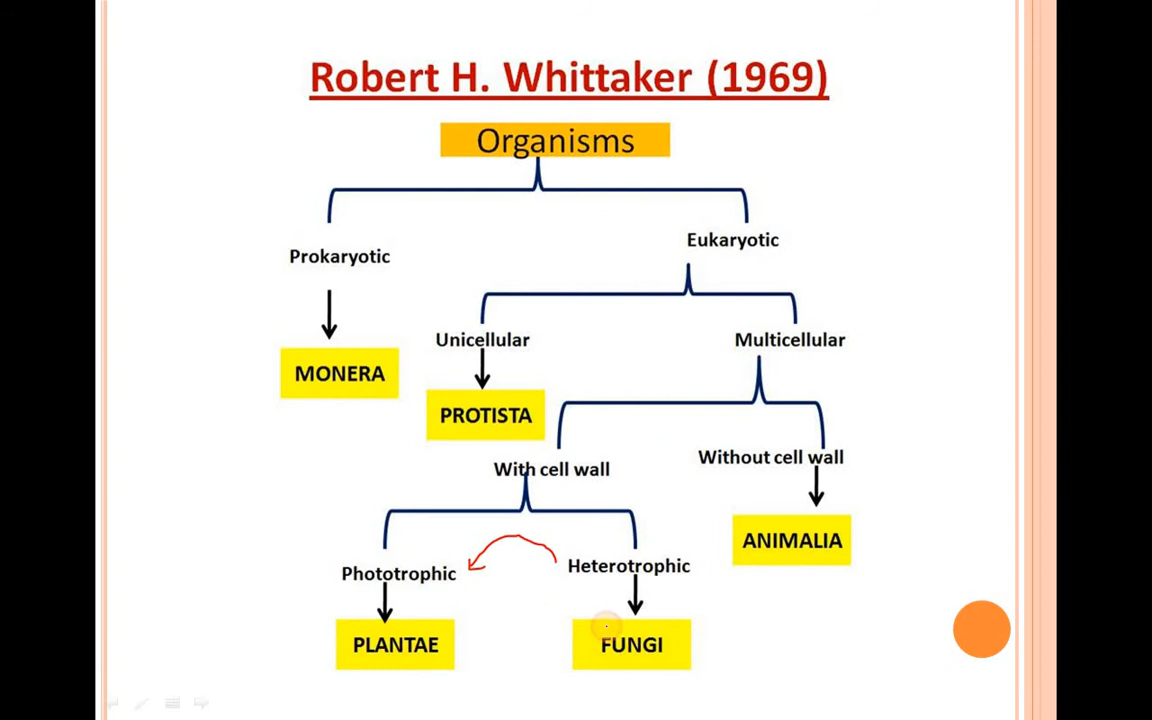 Robert H. Whittaker (1969)
Organisms
Prokaryotic
Eukaryotic
MONERA
Unicellular
Multicellular
PROTISTA
With cell wall
Without cell wall
ANIMALIA
Phototrophic
Heterotrophic
PLANTAE
FUNGI